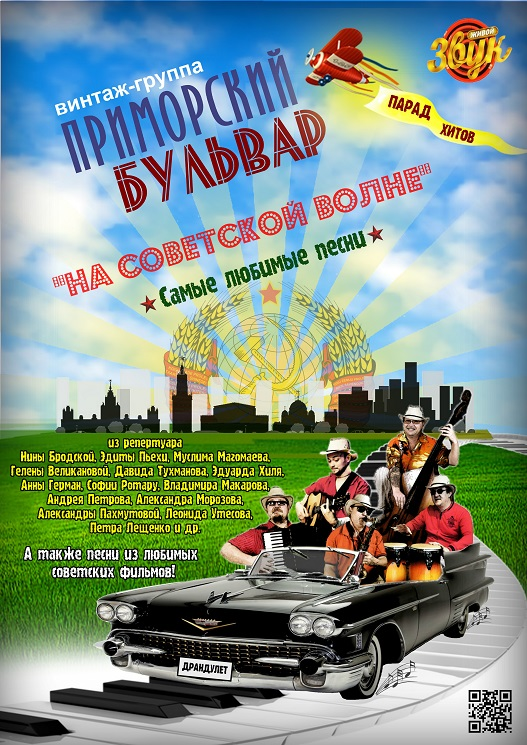 ЖИВОЙ
ЗВУК
винтаж-группа
ПРИМОРСКИЙ
БУЛЬВАР
ПАРАД
ХИТОВ
"НА СОВЕТСКОЙ ВОЛНЕ"
Самые любимые песни
из репертуара
Нины Бродской, Эдиты Пьехи, Муслима Магомаева,
Гелены Великановой, Давида Тухманова, Эдуарда Хиля,
Анны Герман, Софии Ротару, Владимира Макарова,
Андрея Петрова, Александра Морозова,
Александры Пахмутовой, Леонида Утесова,
Петра Лещенко и др.
А также песни из любимых
советских фильмов!
ДРАНДУЛЕТ